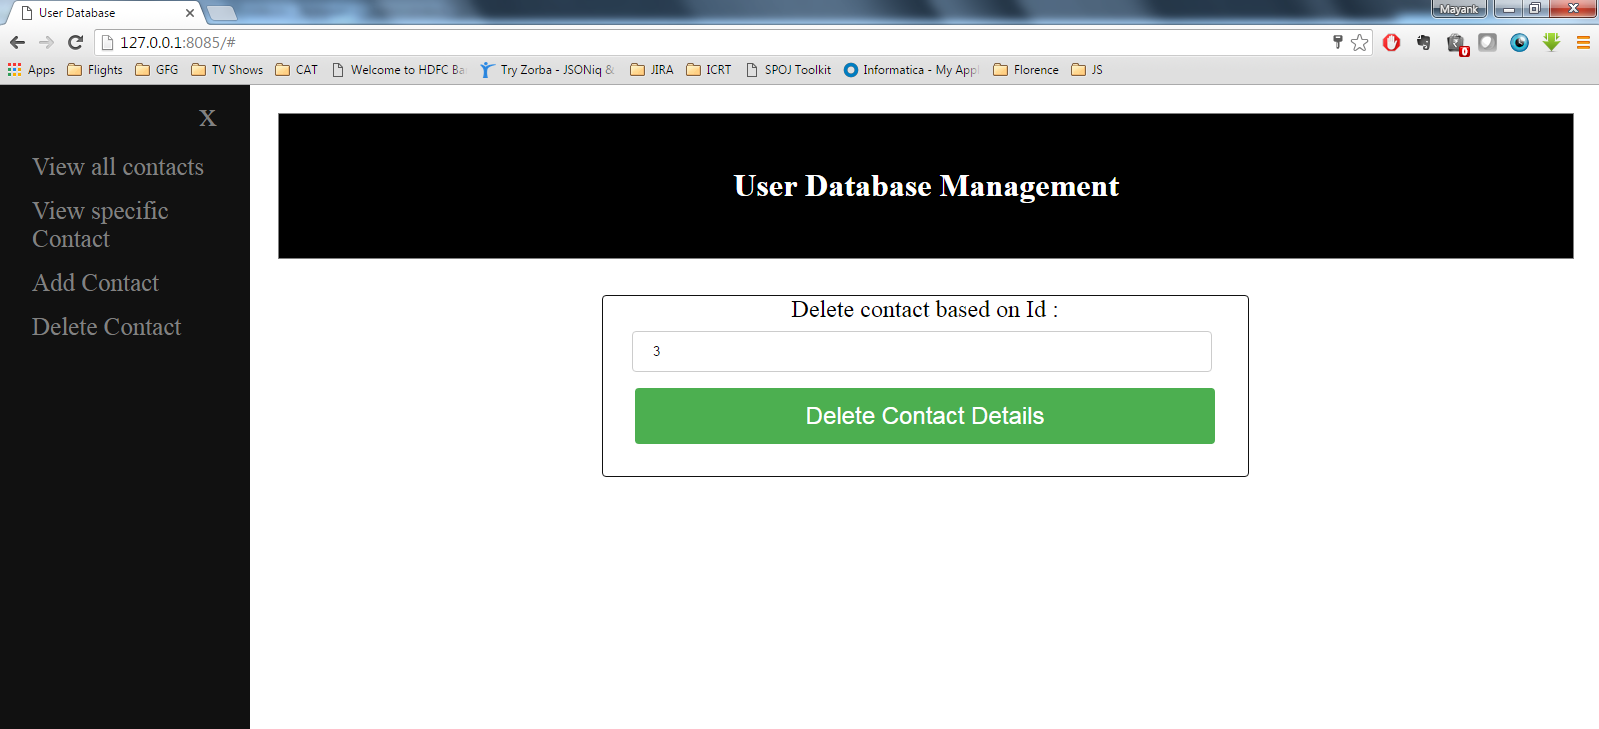 User Database
Mayank
127.0.0.1:8085/#
Apps Flights GFG TV Shows CAT Welcome to HDFC Ba Try Zorba - JSONiq & JIRA ICRT SPOJ Toolkit Informatica - My App Florence JS
X
View all contacts
View specific
Contact
Add Contact
Delete Contact
User Database Management
Delete contact based on Id :
3
Delete Contact Details